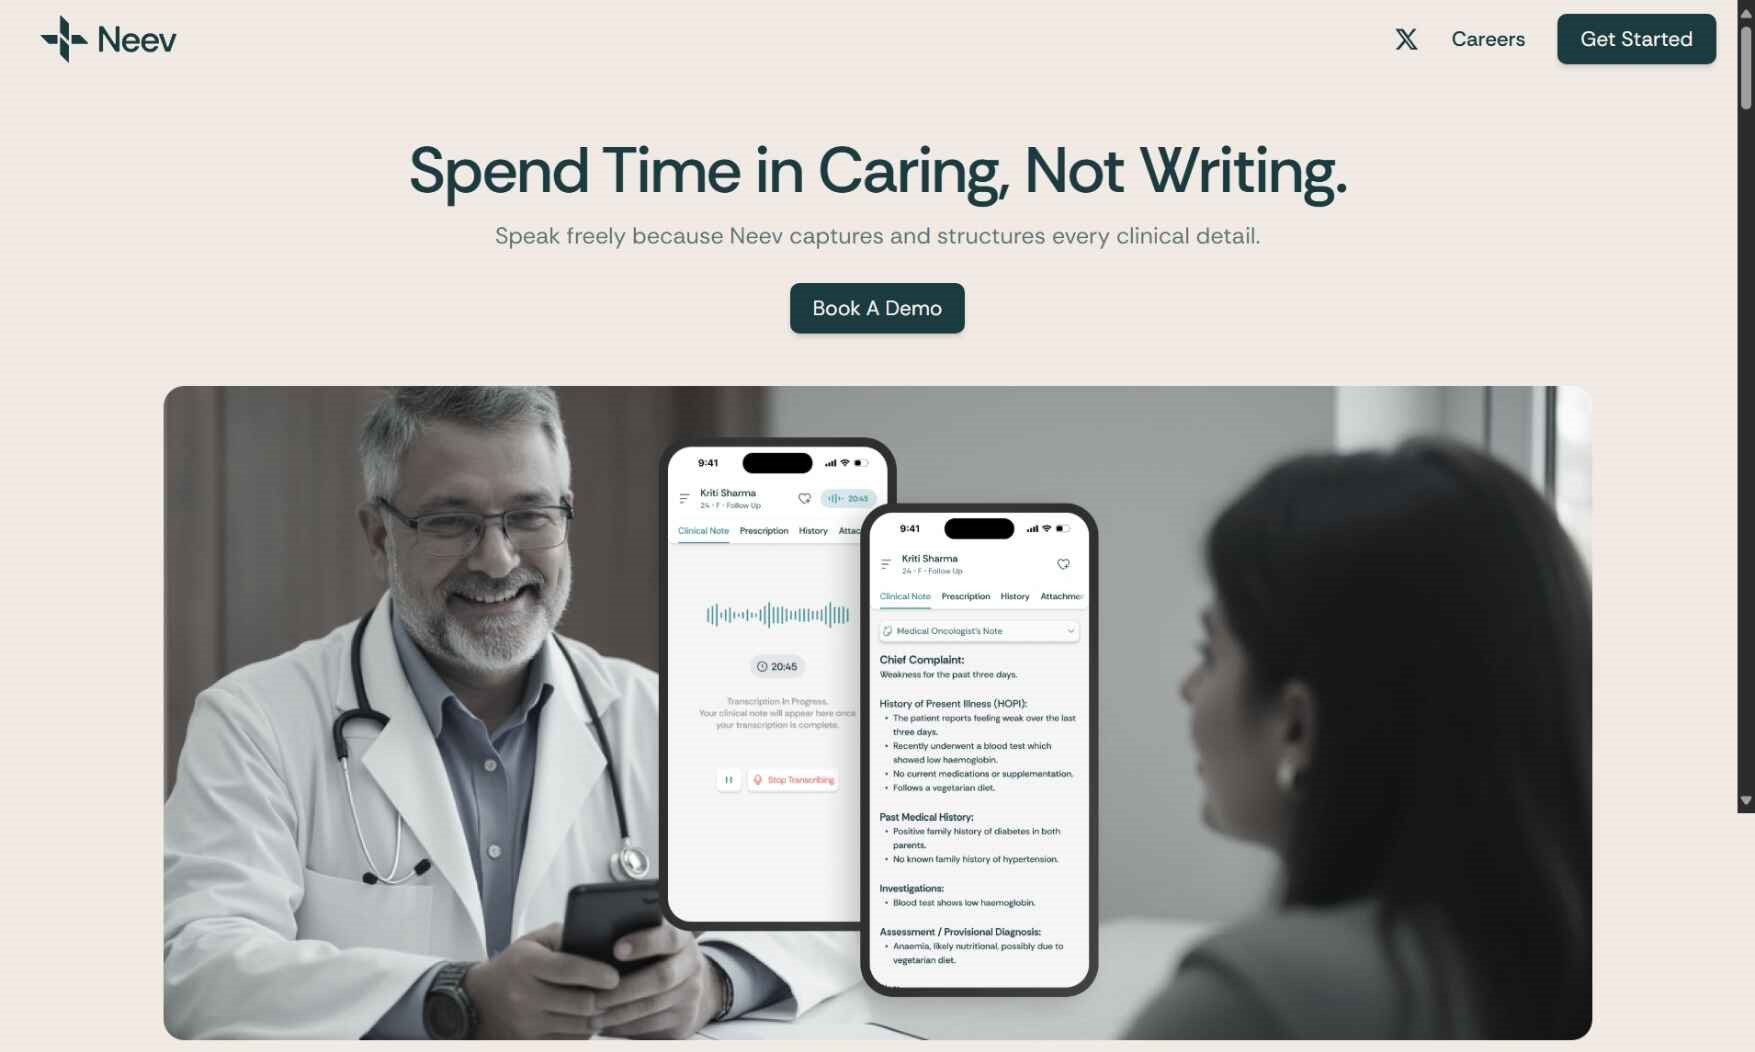 Neev
Careers
Get Started
Spend Time in Caring, Not Writing.
Speak freely because Neev captures and structures every clinical detail.
Book A Demo
9:41
Kriti Sharma
24 · F · Follow Up
20:45
Clinical Note Prescription History Attac
20:45
Transcription In Progress.
Your clinical note will appear here once
your transcription is complete.
Stop Transcribing
9:41
Kriti Sharma
24 · F · Follow Up
Clinical Note Prescription History Attachmen
Medical Oncologist's Note
Chief Complaint:
Weakness for the past three days.
History of Present Illness (HOPI):
• The patient reports feeling weak over the last
three days.
• Recently underwent a blood test which
showed low haemoglobin.
• No current medications or supplementation.
• Follows a vegetarian diet.
Past Medical History:
• Positive family history of diabetes in both
parents.
• No known family history of hypertension.
Investigations:
• Blood test shows low haemoglobin.
Assessment / Provisional Diagnosis:
• Anaemia, likely nutritional, possibly due to
vegetarian diet.